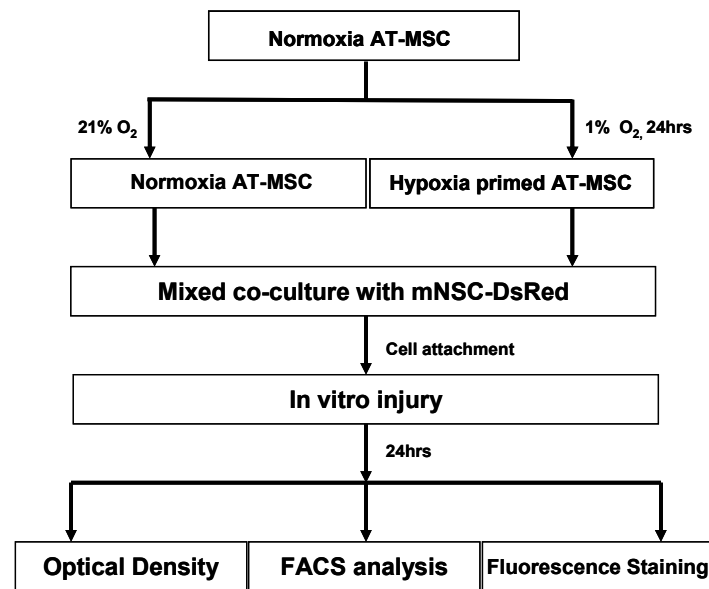 Normoxia AT-MSC
21% O2
1% O2, 24hrs
Normoxia AT-MSC
Hypoxia primed AT-MSC
Mixed co-culture with mNSC-DsRed
Cell attachment
In vitro injury
24hrs
Optical Density
FACS analysis
Fluorescence Staining